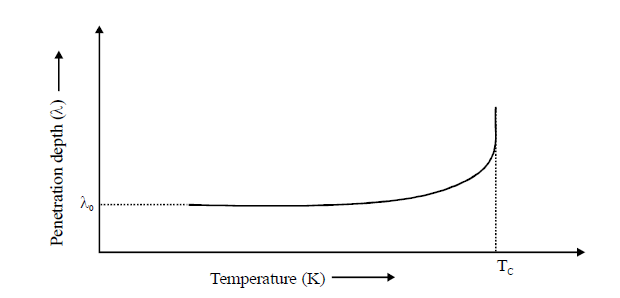 Penetration depth (λ)
λ₀
T_C
Temperature (K)